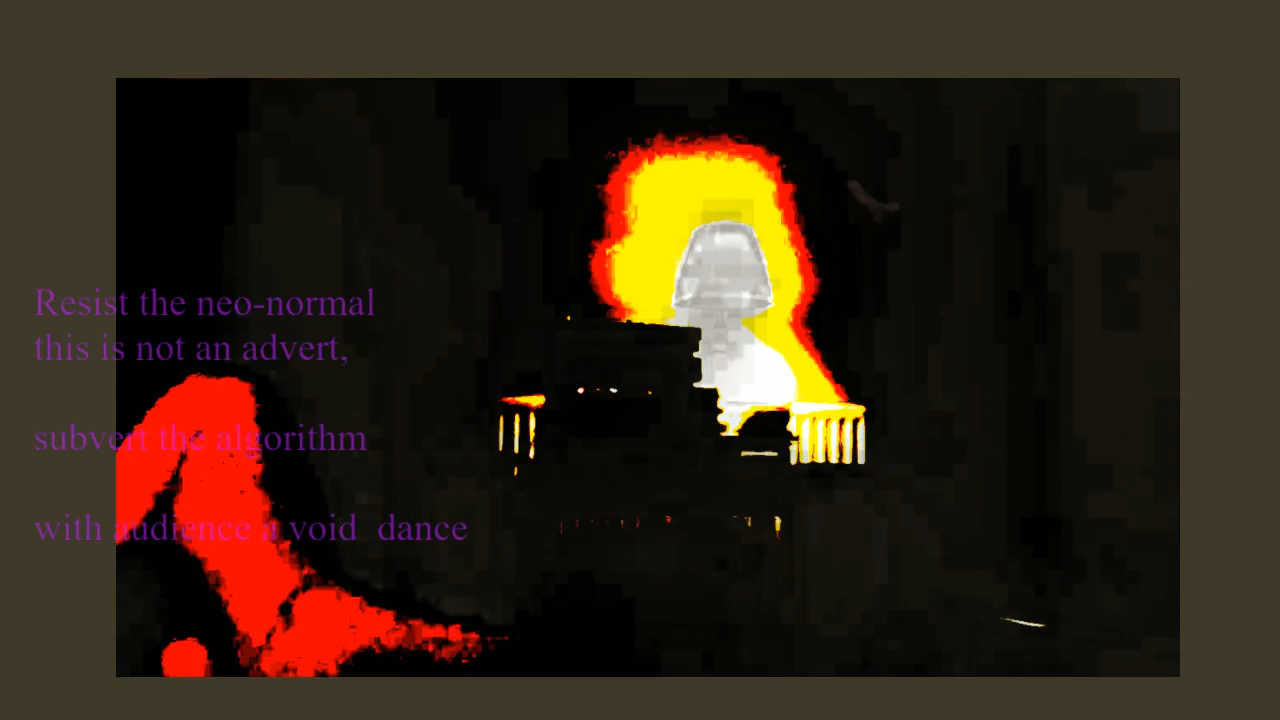 Resist the neo-normal
this is not an advert,
subvert the algorithm
with audience a void  dance